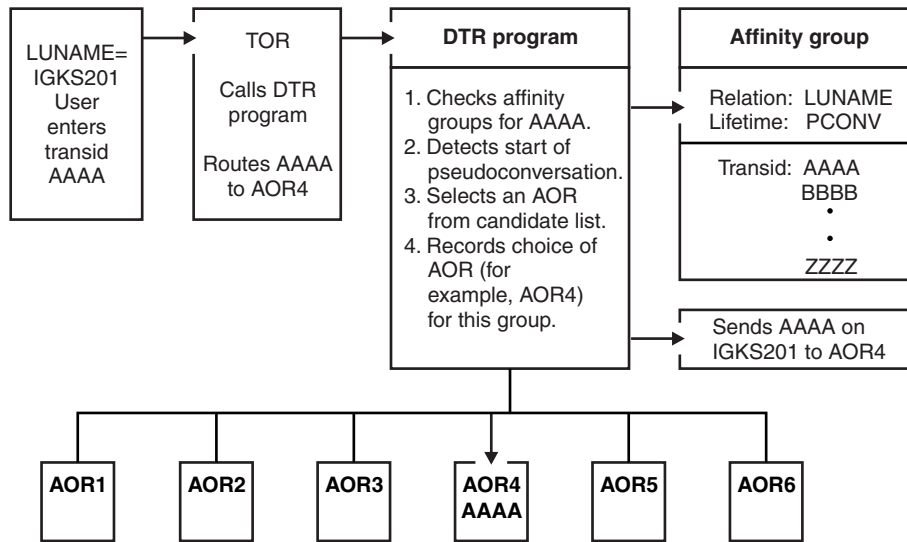 LUNAME=
IGKS201
User
enters
transid
AAAA
TOR
Calls DTR
program
Routes AAAA
to AOR4
DTR program
1. Checks affinity
groups for AAAA.
2. Detects start of
pseudoconversation.
3. Selects an AOR
from candidate list.
4. Records choice of
AOR (for
example, AOR4)
for this group.
Affinity group
Relation: LUNAME
Lifetime: PCONV
Transid: AAAA
BBBB
•
•
ZZZZ
Sends AAAA on
IGKS201 to AOR4
AOR1
AOR2
AOR3
AOR4
AAAA
AOR5
AOR6